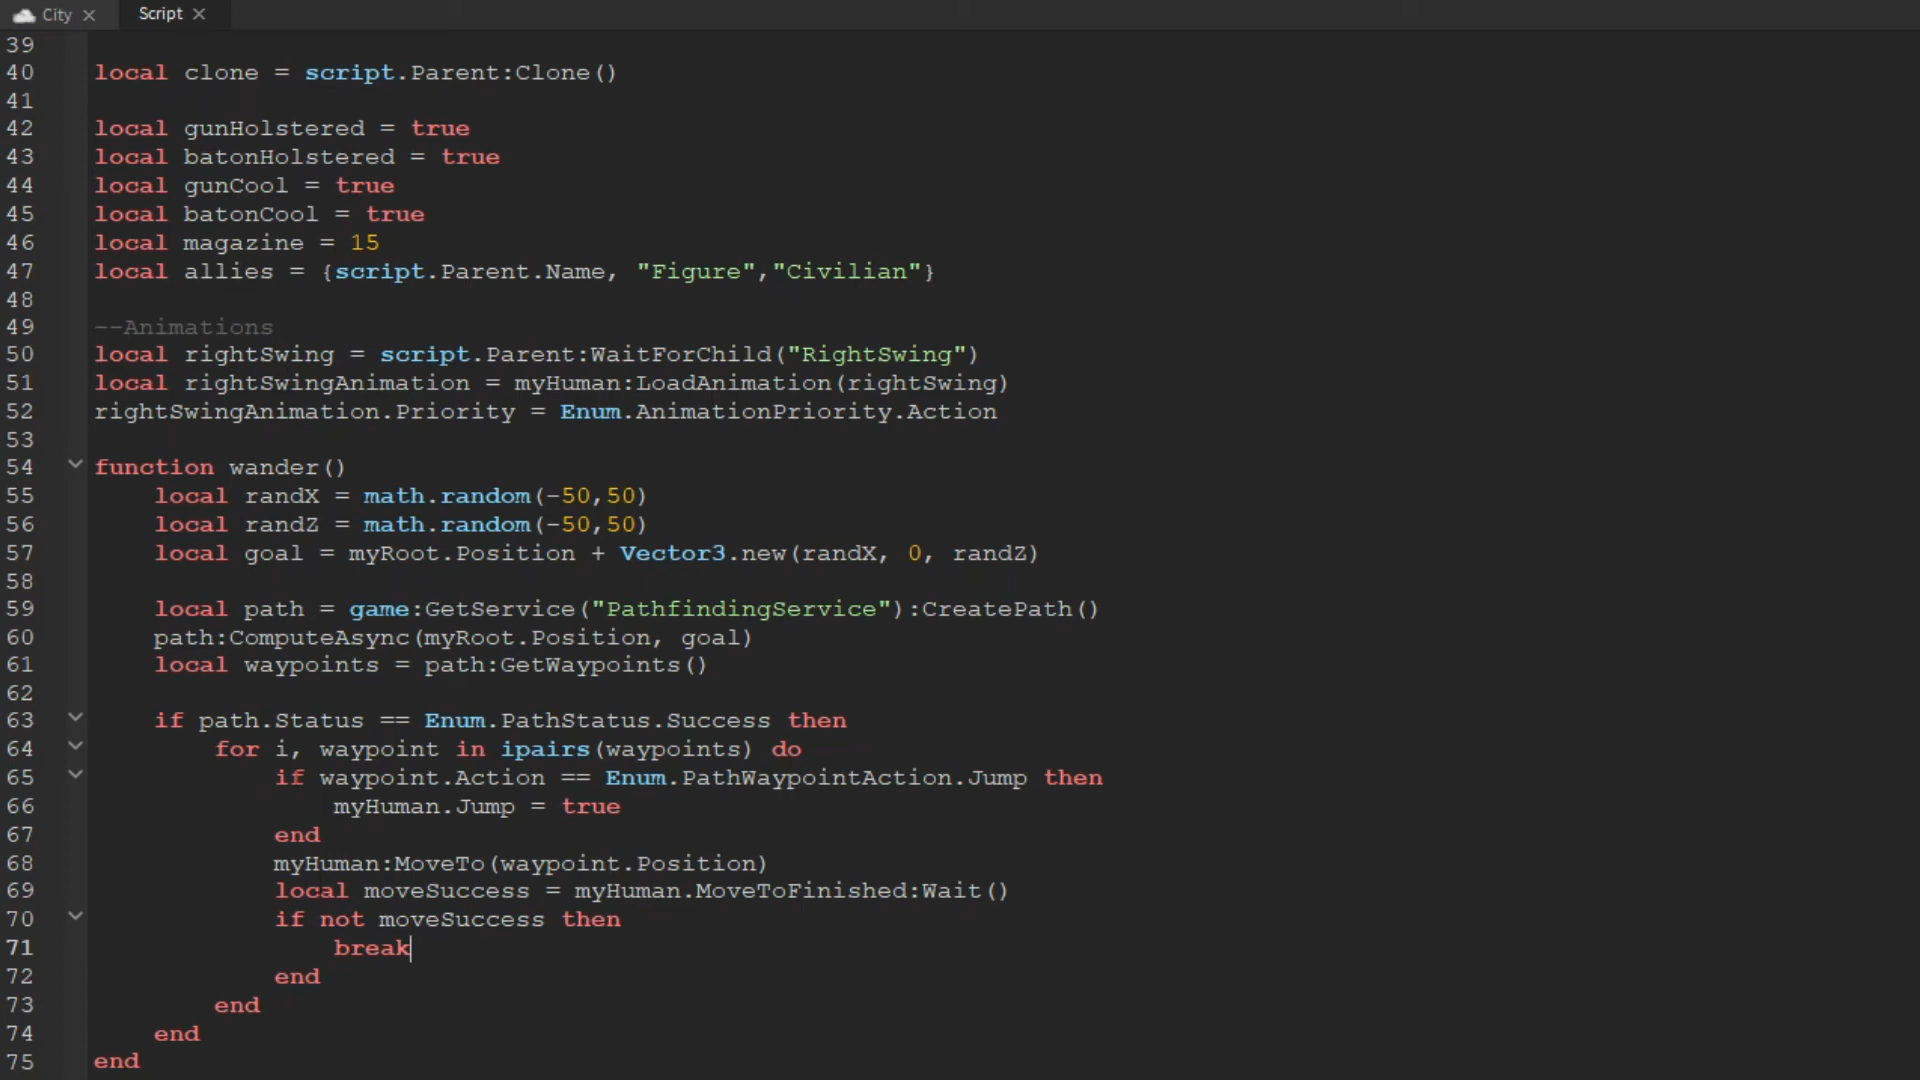 City
Script
39
40 local clone = script.Parent:Clone()
41
42 local gunHolstered = true
43 local batonHolstered = true
44 local gunCool = true
45 local batonCool = true
46 local magazine = 15
47 local allies = {script.Parent.Name, "Figure","Civilian"}
48
49 --Animations
50 local rightSwing = script.Parent:WaitForChild("RightSwing")
51 local rightSwingAnimation = myHuman:LoadAnimation(rightSwing)
52 rightSwingAnimation.Priority = Enum.AnimationPriority.Action
53
54 function wander()
55 local randX = math.random(-50,50)
56 local randZ = math.random(-50,50)
57 local goal = myRoot.Position + Vector3.new(randX, 0, randZ)
58
59 local path = game:GetService("PathfindingService"):CreatePath()
60 path:ComputeAsync(myRoot.Position, goal)
61 local waypoints = path:GetWaypoints()
62
63 if path.Status == Enum.PathStatus.Success then
64 for i, waypoint in ipairs(waypoints) do
65 if waypoint.Action == Enum.PathWaypointAction.Jump then
66 myHuman.Jump = true
67 end
68 myHuman:MoveTo(waypoint.Position)
69 local moveSuccess = myHuman.MoveToFinished:Wait()
70 if not moveSuccess then
71 break
72 end
73 end
74 end
75 end